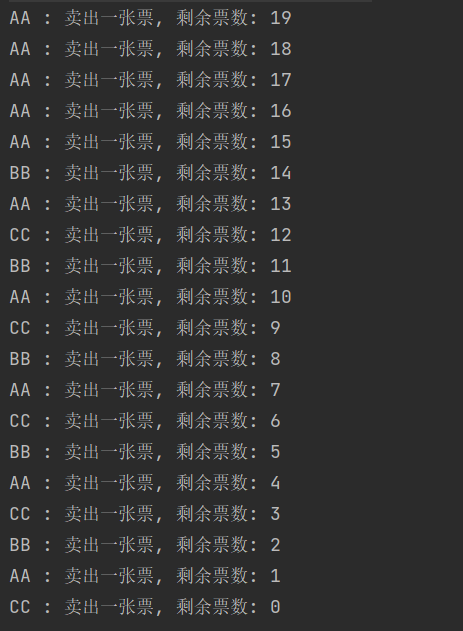 AA : 卖出一张票, 剩余票数: 19
AA : 卖出一张票, 剩余票数: 18
AA : 卖出一张票, 剩余票数: 17
AA : 卖出一张票, 剩余票数: 16
AA : 卖出一张票, 剩余票数: 15
BB : 卖出一张票, 剩余票数: 14
AA : 卖出一张票, 剩余票数: 13
CC : 卖出一张票, 剩余票数: 12
BB : 卖出一张票, 剩余票数: 11
AA : 卖出一张票, 剩余票数: 10
CC : 卖出一张票, 剩余票数: 9
BB : 卖出一张票, 剩余票数: 8
AA : 卖出一张票, 剩余票数: 7
CC : 卖出一张票, 剩余票数: 6
BB : 卖出一张票, 剩余票数: 5
AA : 卖出一张票, 剩余票数: 4
CC : 卖出一张票, 剩余票数: 3
BB : 卖出一张票, 剩余票数: 2
AA : 卖出一张票, 剩余票数: 1
CC : 卖出一张票, 剩余票数: 0